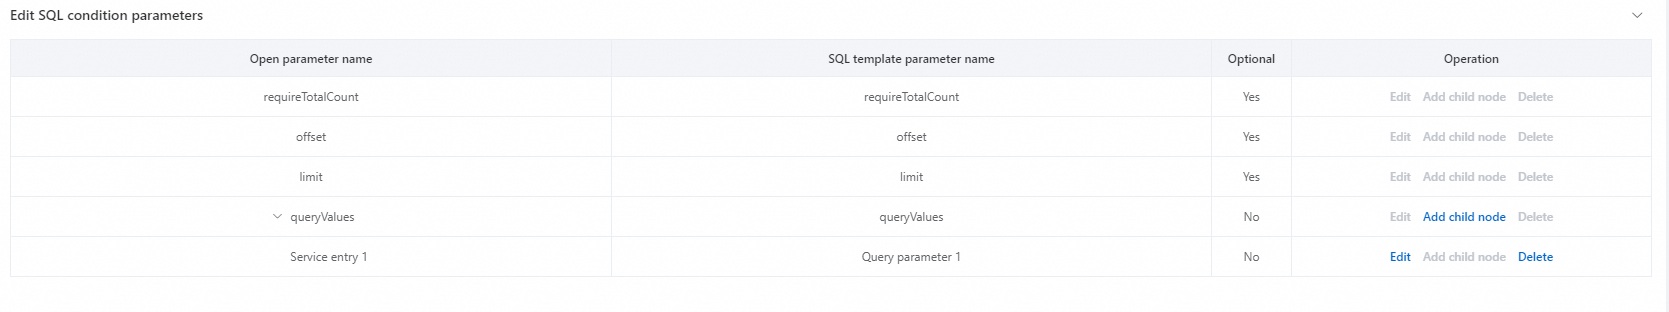 Edit SQL condition parameters
Open parameter name SQL template parameter name Optional Operation
requireTotalCount requireTotalCount Yes Edit Add child node Delete
offset offset Yes Edit Add child node Delete
limit limit Yes Edit Add child node Delete
queryValues queryValues No Edit Add child node Delete
Service entry 1 Query parameter 1 No Edit Add child node Delete